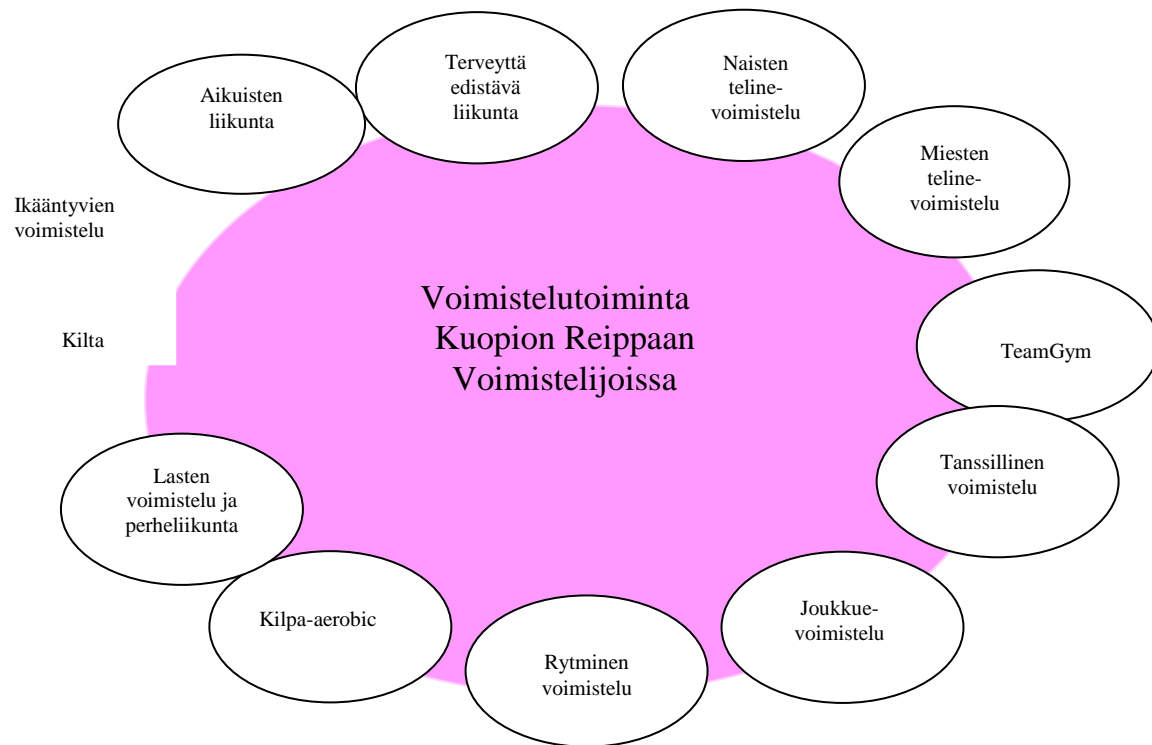 Terveyttä
edistävä
liikunta
Naisten
teline-
voimistelu
Aikuisten
liikunta
Miesten
teline-
voimistelu
Ikääntyvien
voimistelu
Voimistelutoiminta
Kuopion Reippaan
Voimistelijoissa
Kilta
TeamGym
Tanssillinen
voimistelu
Lasten
voimistelu ja
perheliikunta
Joukkue-
voimistelu
Kilpa-aerobic
Rytminen
voimistelu